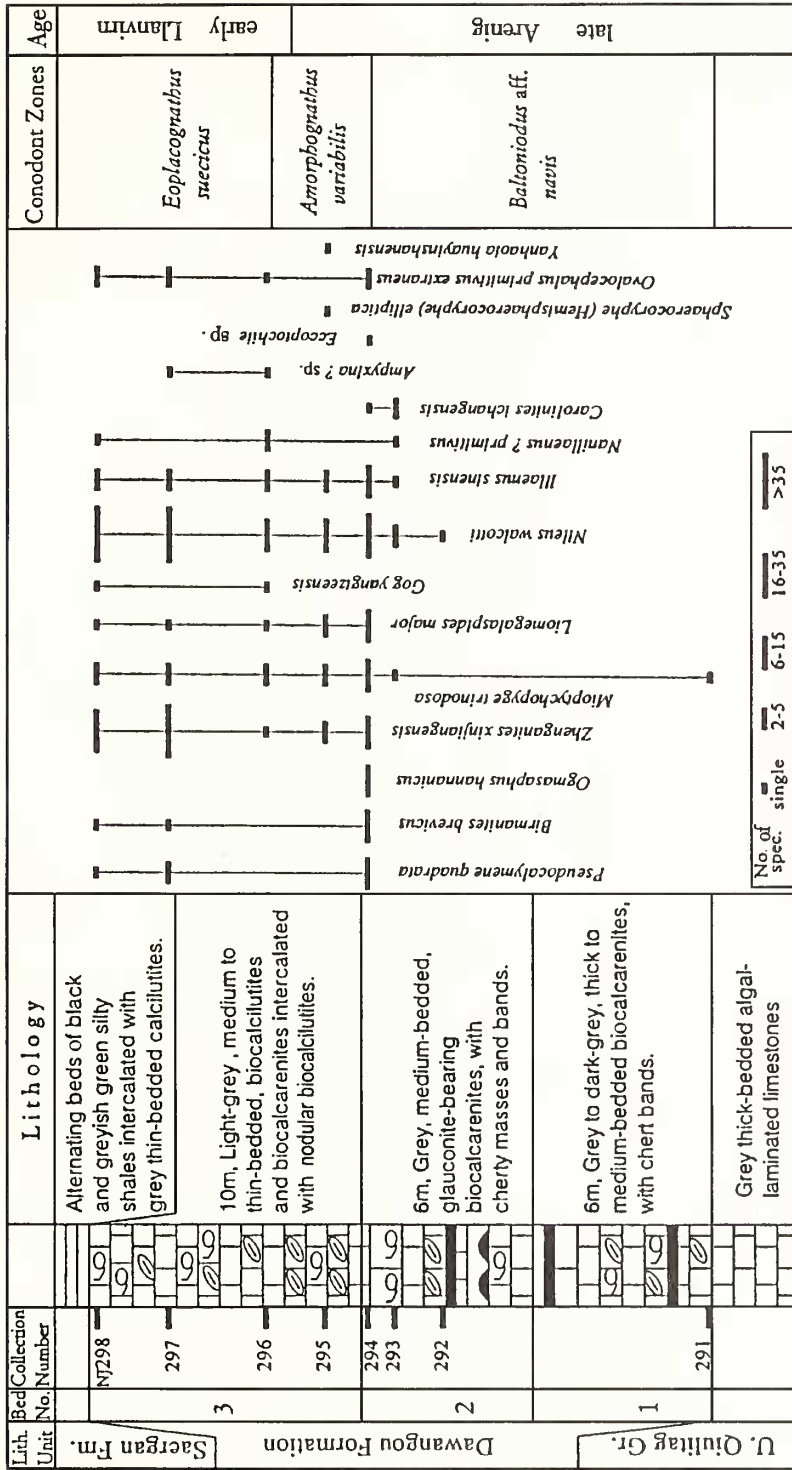 Lith. Unit
Bed No.
Collection Number
Lithology
Conodont Zones
Age
Saergan Fm.
Dawangou Formation
U. Qiulitag Gr.
3
2
1
NJ298
297
296
295
294
293
292
291
Alternating beds of black
and greyish green silty
shales intercalated with
grey thin-bedded calcilutites.
10m, Light-grey, medium to
thin-bedded, biocalcilutites
and biocalcarenites intercalated
with nodular biocalcilutites.
6m, Grey, medium-bedded,
glauconite-bearing
biocalcarenites, with
cherty masses and bands.
6m, Grey to dark-grey, thick to
medium-bedded biocalcarenites,
with chert bands.
Grey thick-bedded algal-
laminated limestones
Pseudocalymene quadrata
Birmanites brevicus
Ogmasaphus hannanicus
Zhenganites xinjiangensis
Mioptychopyge trinodosa
Liomegalaspides major
Gog yangtzeensis
Nileus walcotti
Illaenus sinensis
Nanillaenus ? primitivus
Carolinites ichangensis
Ampyxina ? sp.
Eccoptochile sp.
Sphaerocoryphe (Hemisphaerocoryphe) elliptica
Ovalocephalus primitivus extraneus
Yanhaoia huayinshanensis
No. of
spec.
single
2-5
6-15
16-35
>35
Eoplacognathus
suecicus
Amorphognathus
variabilis
Baltoniodus aff.
navis
early Llanvirn
late Arenig